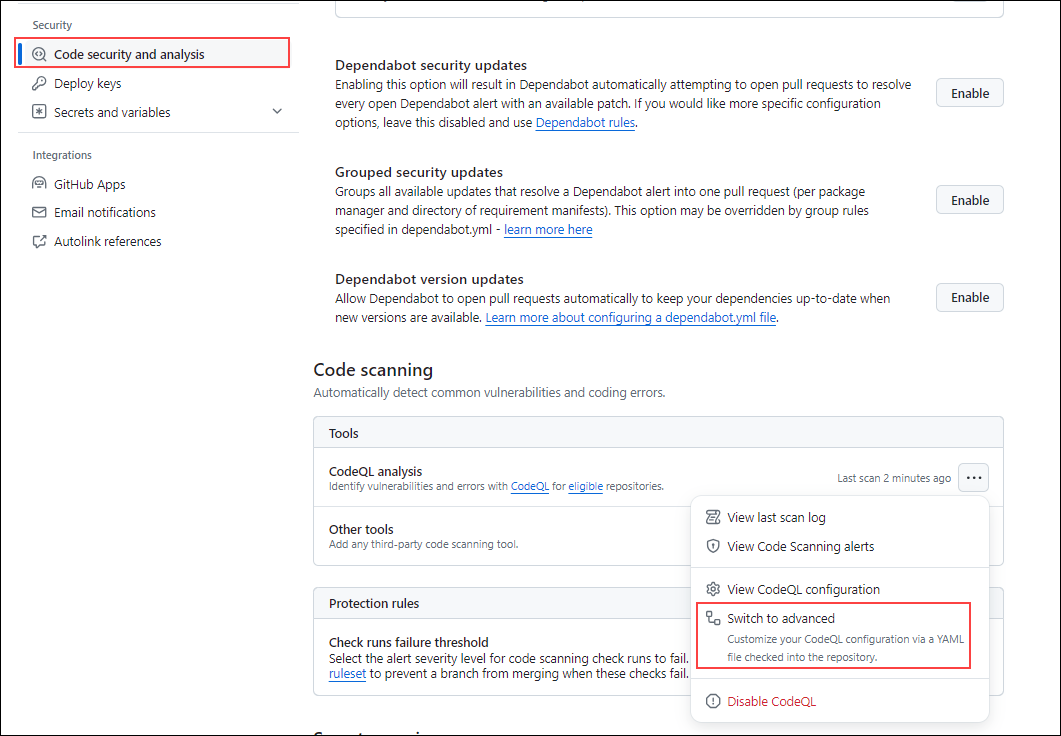 Security
Code security and analysis
Deploy keys
Secrets and variables
Integrations
GitHub Apps
Email notifications
Autolink references
Dependabot security updates
Enabling this option will result in Dependabot automatically attempting to open pull requests to resolve
every open Dependabot alert with an available patch. If you would like more specific configuration
options, leave this disabled and use Dependabot rules.
Enable
Grouped security updates
Groups all available updates that resolve a Dependabot alert into one pull request (per package
manager and directory of requirement manifests). This option may be overridden by group rules
specified in dependabot.yml - learn more here
Enable
Dependabot version updates
Allow Dependabot to open pull requests automatically to keep your dependencies up-to-date when
new versions are available. Learn more about configuring a dependabot.yml file.
Enable
Code scanning
Automatically detect common vulnerabilities and coding errors.
Tools
CodeQL analysis
Identify vulnerabilities and errors with CodeQL for eligible repositories.
Last scan 2 minutes ago
Other tools
Add any third-party code scanning tool.
Protection rules
Check runs failure threshold
Select the alert severity level for code scanning check runs to fail.
ruleset to prevent a branch from merging when these checks fail.
View last scan log
View Code Scanning alerts
View CodeQL configuration
Switch to advanced
Customize your CodeQL configuration via a YAML
file checked into the repository.
Disable CodeQL